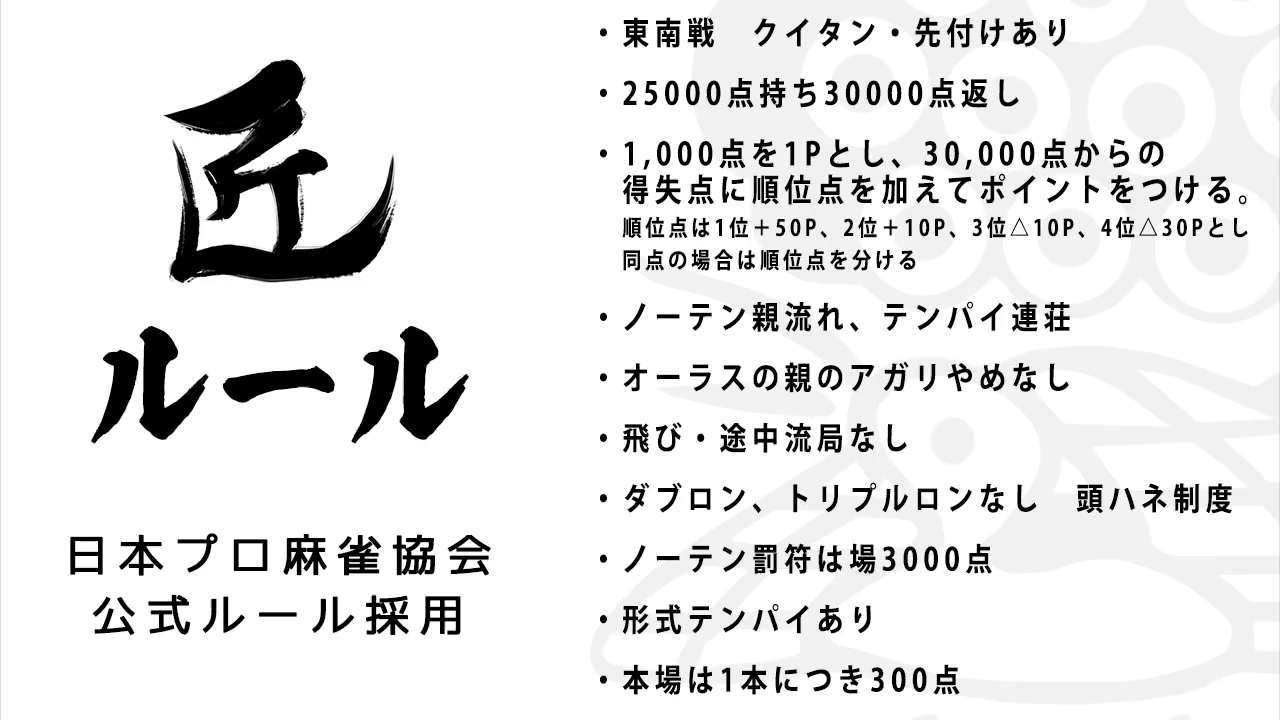 匠
ルール
日本プロ麻雀協会
公式ルール採用
・東南戦　クイタン・先付けあり
・25000点持ち30000点返し
・1,000点を1Pとし、30,000点からの
得失点に順位点を加えてポイントをつける。
順位点は1位＋50P、2位＋10P、3位△10P、4位△30Pとし
同点の場合は順位点を分ける
・ノーテン親流れ、テンパイ連荘
・オーラスの親のアガリやめなし
・飛び・途中流局なし
・ダブロン、トリプルロンなし　頭ハネ制度
・ノーテン罰符は場3000点
・形式テンパイあり
・本場は1本につき300点